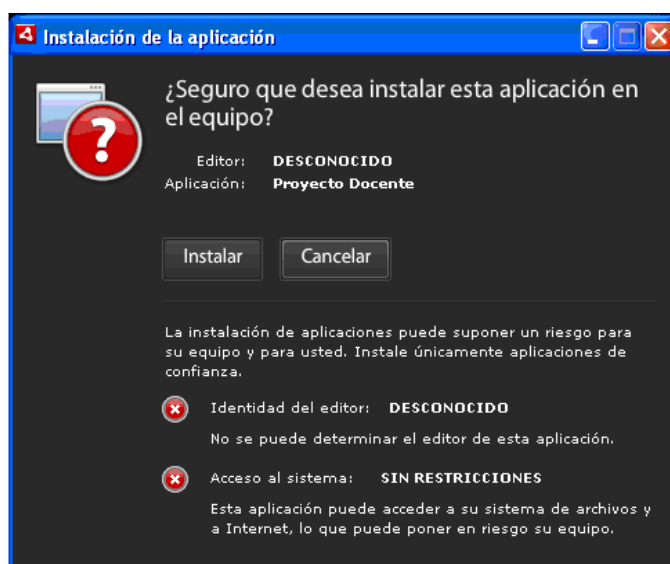 Instalación de la aplicación
¿Seguro que desea instalar esta aplicación en
el equipo?
Editor: DESCONOCIDO
Aplicación: Proyecto Docente
Instalar Cancelar
La instalación de aplicaciones puede suponer un riesgo para
su equipo y para usted. Instale únicamente aplicaciones de
confianza.
Identidad del editor: DESCONOCIDO
No se puede determinar el editor de esta aplicación.
Acceso al sistema: SIN RESTRICCIONES
Esta aplicación puede acceder a su sistema de archivos y
a Internet, lo que puede poner en riesgo su equipo.